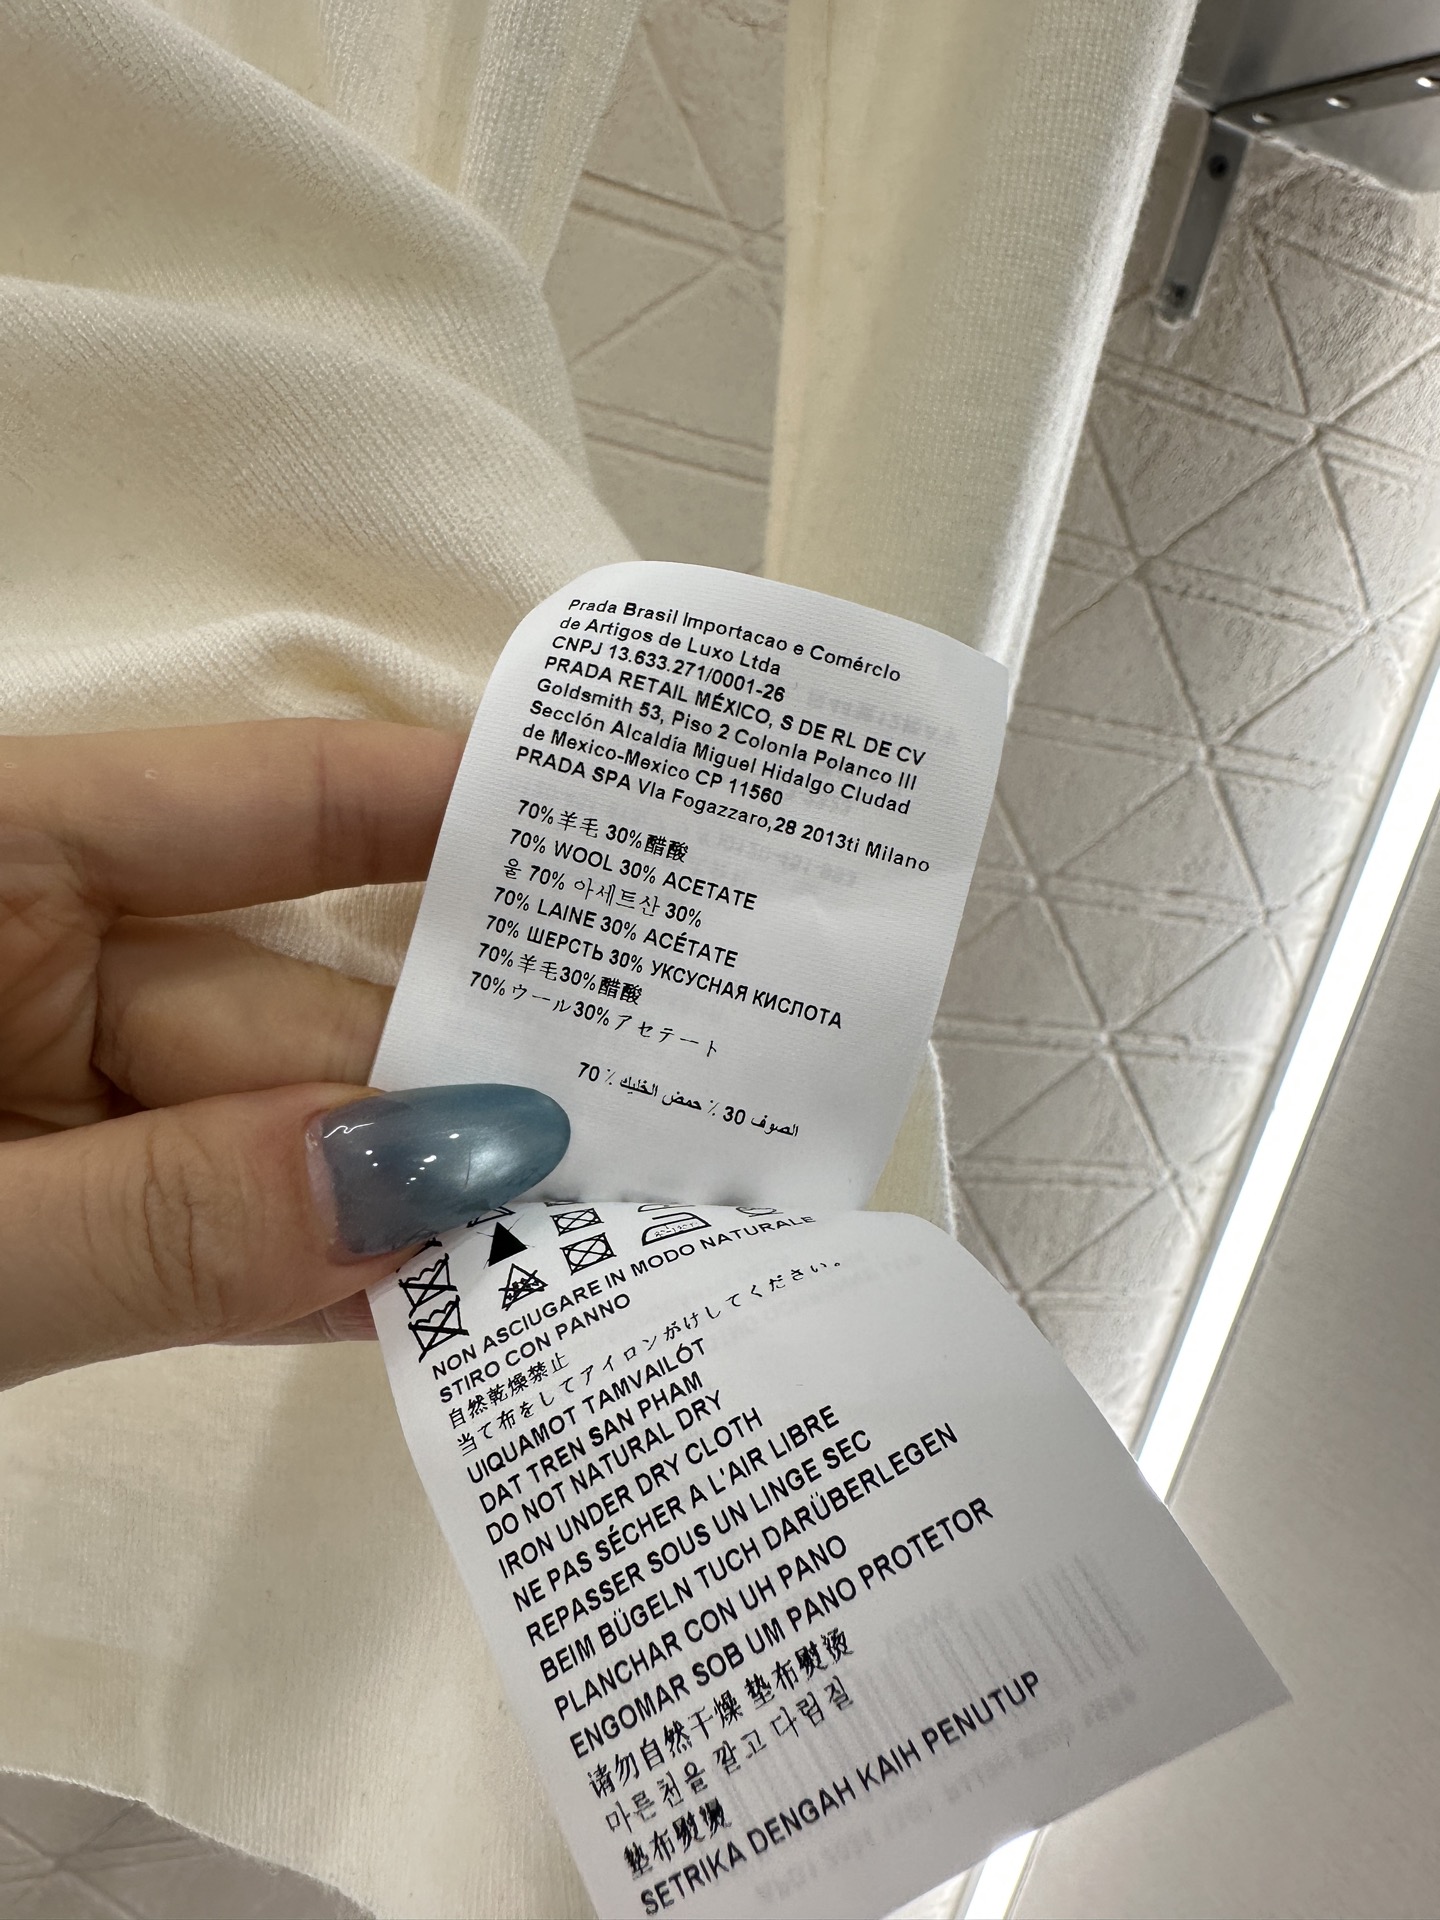 Prada Brasil Importacao e Comérclo
de Artigos de Luxo Ltda
CNPJ 13.633.271/0001-26
PRADA RETAIL MÉXICO, S DE RL DE CV
Goldsmith 53, Piso 2 Colonla Polanco III
Secclón Alcaldía Miguel Hidalgo Cludad
de Mexico-Mexico CP 11560
PRADA SPA Vla Fogazzaro,28 2013ti Milano
70%羊毛 30%醋酸
70% WOOL 30% ACETATE
울 70% 아세트산 30%
70% LAINE 30% ACÉTATE
70% ШЕРСТЬ 30% УКСУСНАЯ КИСЛОТА
70%羊毛30%醋酸
70%ウール30%アセテート
الصوف 30 ٪ حمض الخليك ٪ 70
NON ASCIUGARE IN MODO NATURALE
STIRO CON PANNO
自然乾燥禁止
当て布をしてアイロンがけしてください。
UIQUAMOT TAMVAILÓT
DAT TREN SAN PHAM
DO NOT NATURAL DRY
IRON UNDER DRY CLOTH
NE PAS SÉCHER A L'AIR LIBRE
REPASSER SOUS UN LINGE SEC
BEIM BÜGELN TUCH DARÜBERLEGEN
PLANCHAR CON UH PANO
ENGOMAR SOB UM PANO PROTETOR
请勿自然干燥 垫布熨烫
마른천을 깔고 다림질
墊布熨燙
SETRIKA DENGAH KAIH PENUTUP